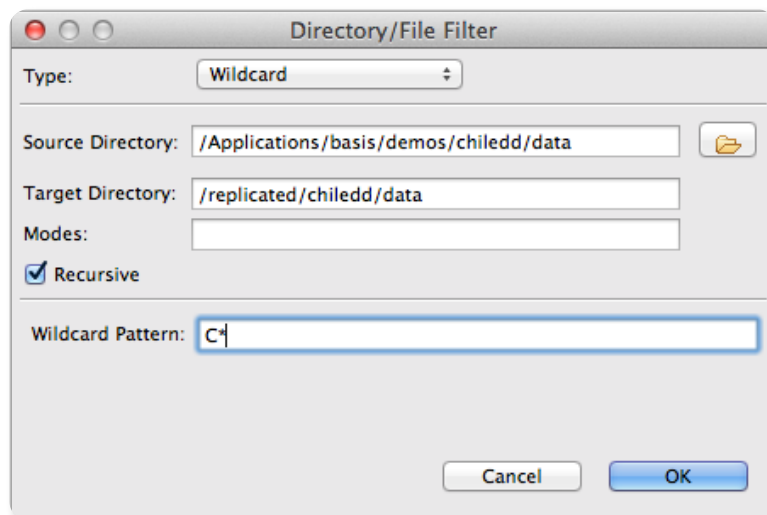 Directory/File Filter
Type: Wildcard
Source Directory: /Applications/basis/demos/chiledd/data
Target Directory: /replicated/chiledd/data
Modes:
Recursive
Wildcard Pattern: C*
Cancel OK